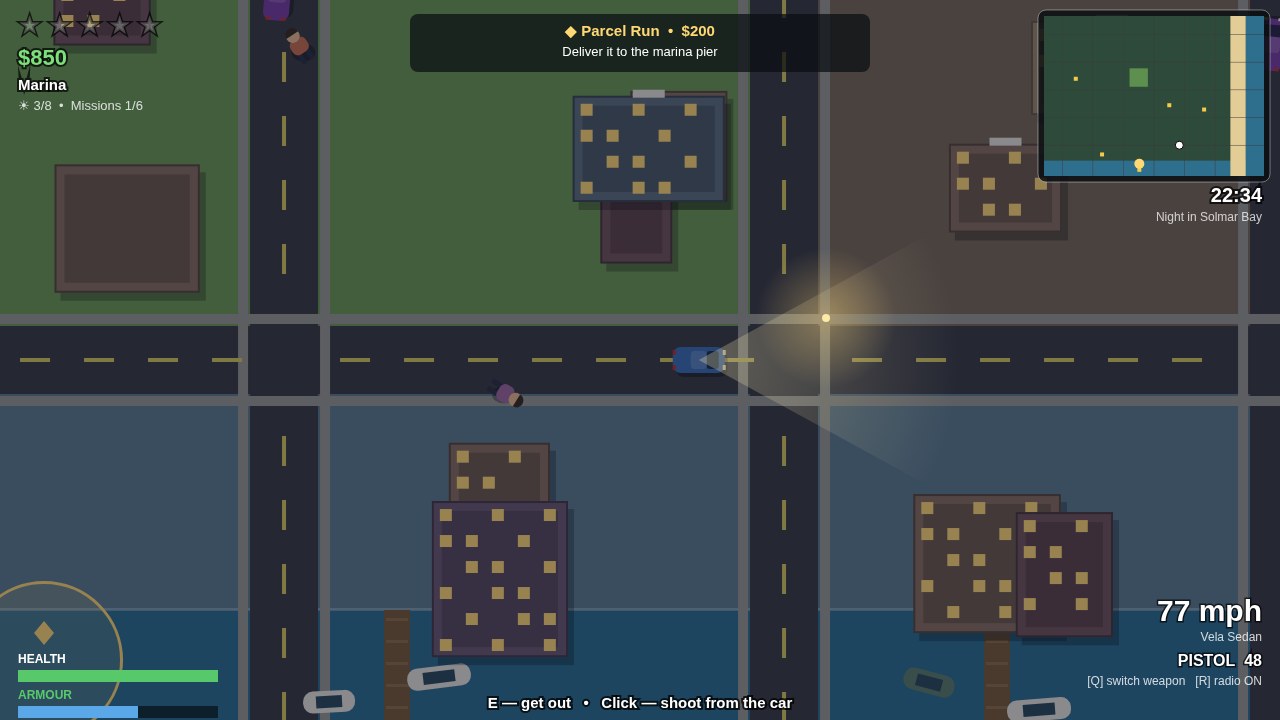 $850
Marina
☀ 3/8 • Missions 1/6
◆ Parcel Run • $200
Deliver it to the marina pier
22:34
Night in Solmar Bay
HEALTH
ARMOUR
E — get out • Click — shoot from the car
77 mph
Vela Sedan
PISTOL 48
[Q] switch weapon [R] radio ON